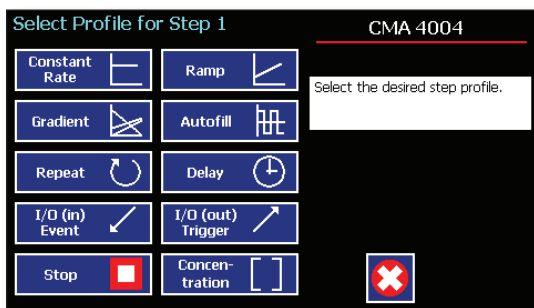 Select Profile for Step 1
CMA 4004
Constant
Rate
Ramp
Select the desired step profile.
Gradient
Autofill
Repeat
Delay
I/O (in)
Event
I/O (out)
Trigger
Stop
Concen-
tration